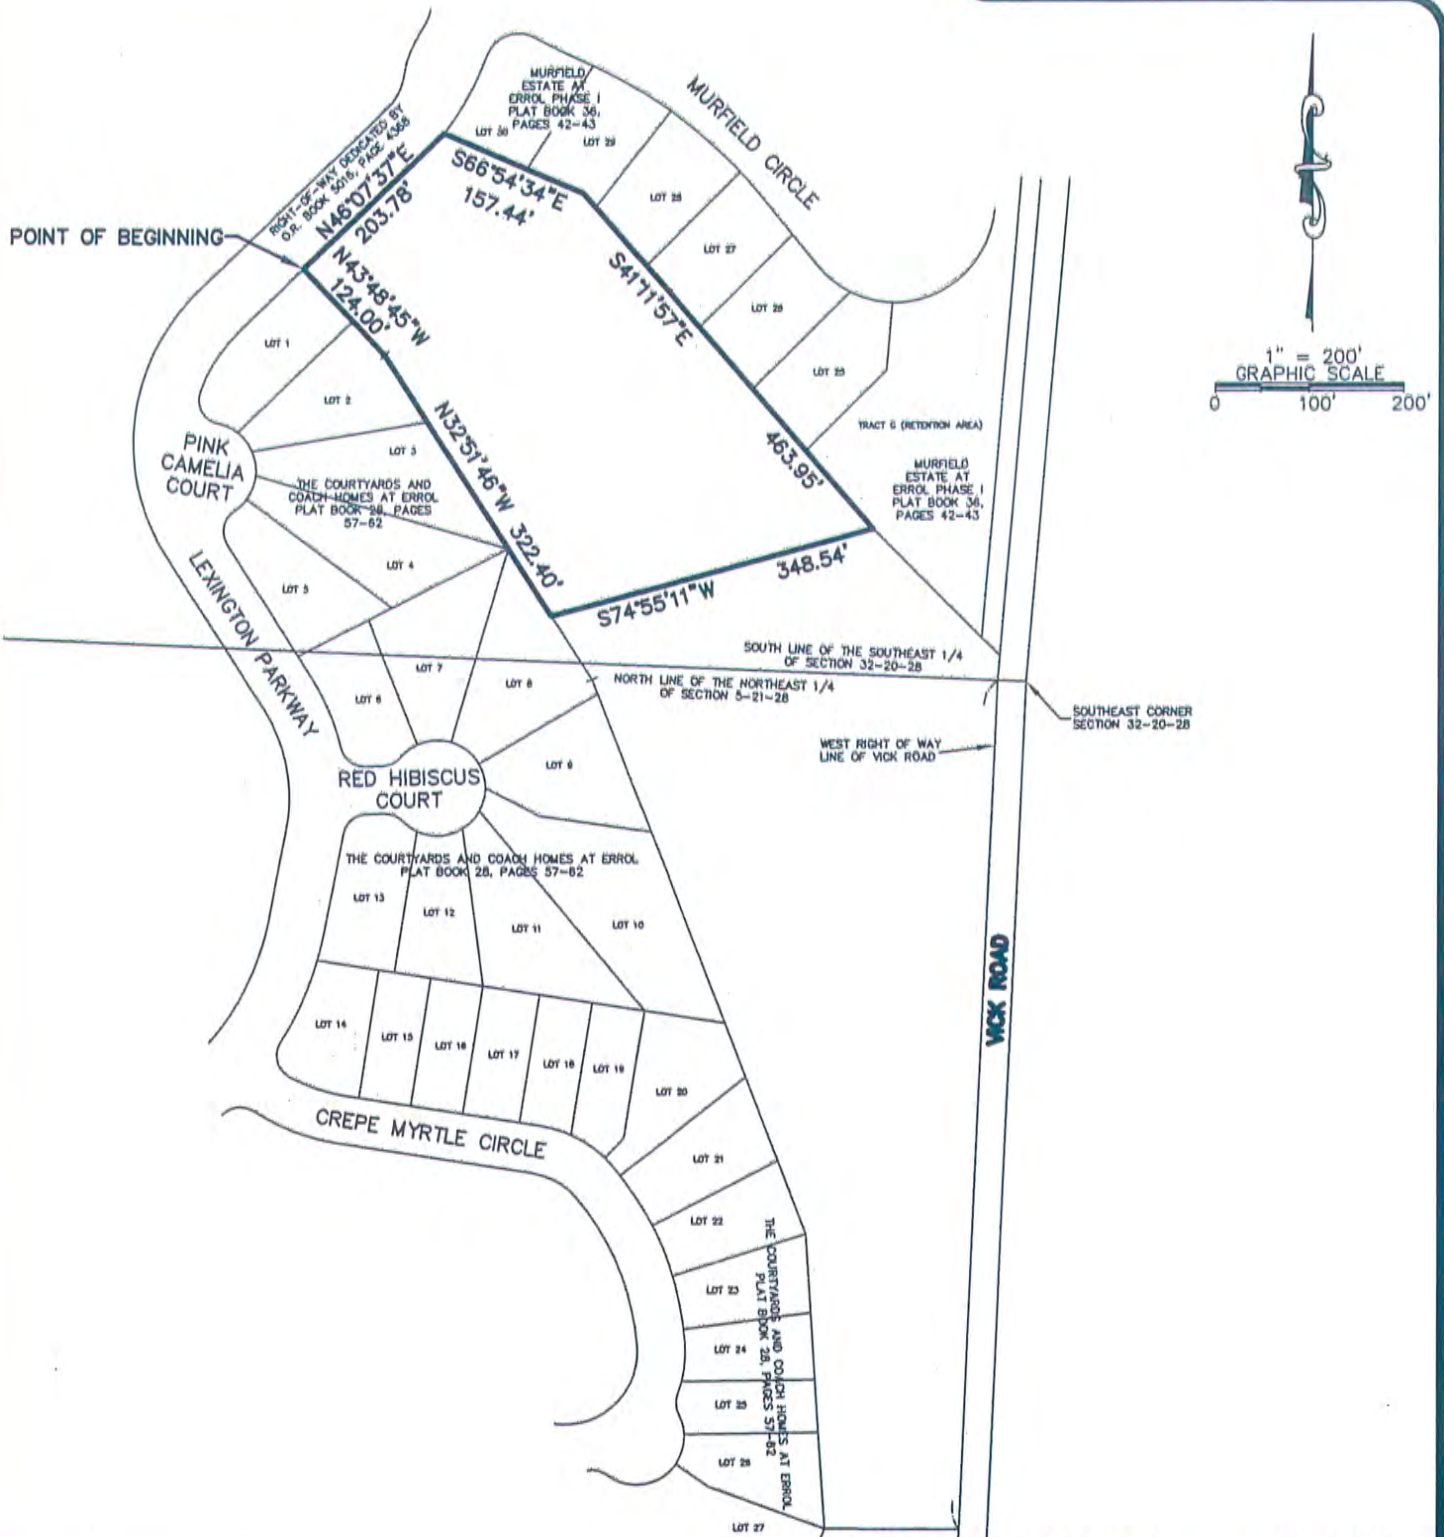 MURFIELD
ESTATE AT
ERROL PHASE I
PLAT BOOK 36,
PAGES 42-43
MURFIELD CIRCLE
LOT 30
LOT 29
LOT 28
LOT 27
LOT 26
LOT 25
RIGHT-OF-WAY DEDICATED BY
O.R. BOOK 5015, PAGE 4368
N46°07'37"E
203.78'
S66°54'34"E
157.44'
POINT OF BEGINNING
N43°48'45"W
124.00'
S41°11'57"E
463.95'
1" = 200'
GRAPHIC SCALE
0 100' 200'
LOT 1
LOT 2
LOT 3
N32°51'46"W 322.40'
PINK
CAMELIA
COURT
THE COURTYARDS AND
COACH HOMES AT ERROL
PLAT BOOK 28, PAGES
57-62
TRACT G (RETENTION AREA)
MURFIELD
ESTATE AT
ERROL PHASE I
PLAT BOOK 36,
PAGES 42-43
LOT 4
LOT 5
LEXINGTON PARKWAY
S74°55'11"W 348.54'
SOUTH LINE OF THE SOUTHEAST 1/4
OF SECTION 32-20-28
NORTH LINE OF THE NORTHEAST 1/4
OF SECTION 5-21-28
SOUTHEAST CORNER
SECTION 32-20-28
WEST RIGHT OF WAY
LINE OF VICK ROAD
LOT 6
LOT 7
LOT 8
LOT 9
RED HIBISCUS
COURT
THE COURTYARDS AND COACH HOMES AT ERROL
PLAT BOOK 28, PAGES 57-62
LOT 13
LOT 12
LOT 11
LOT 10
VICK ROAD
LOT 14
LOT 15
LOT 16
LOT 17
LOT 18
LOT 19
LOT 20
CREPE MYRTLE CIRCLE
LOT 21
LOT 22
LOT 23
LOT 24
LOT 25
LOT 26
LOT 27
THE COURTYARDS AND COACH HOMES AT ERROL
PLAT BOOK 28, PAGES 57-62